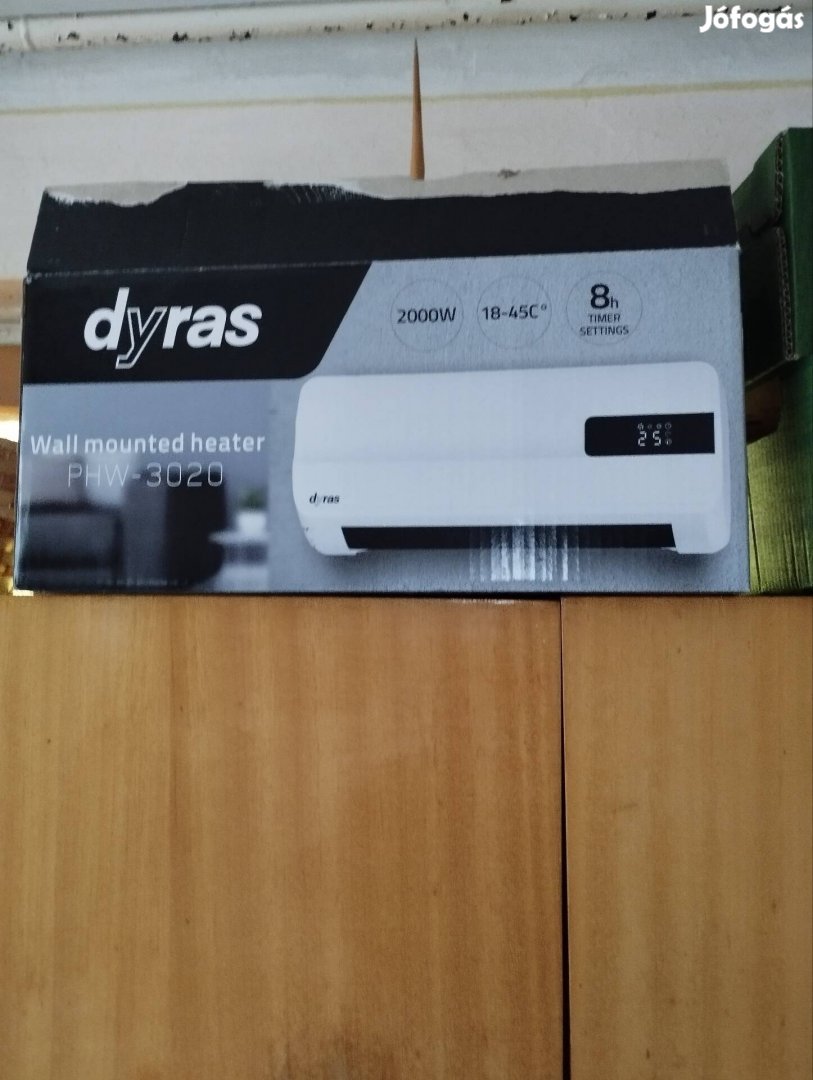 Jófogás
dyras
2000W
18-45C°
8h
TIMER
SETTINGS
Wall mounted heater
PHW-3020
25
dyras